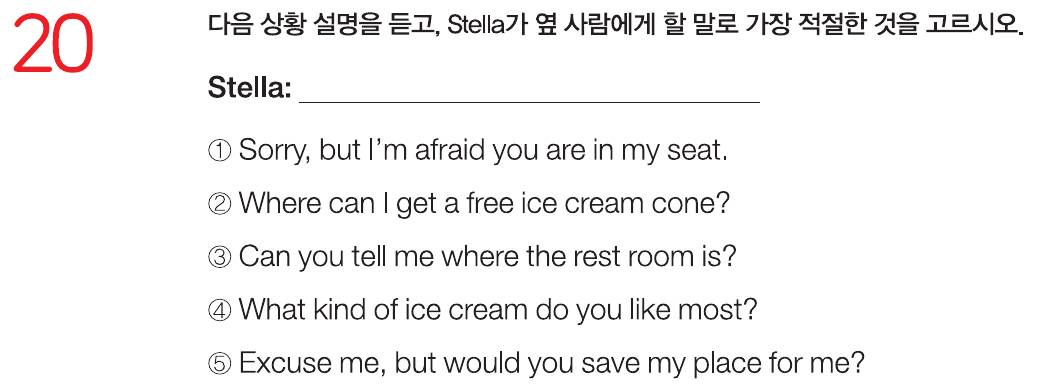 20
다음 상황 설명을 듣고, Stella가 옆 사람에게 할 말로 가장 적절한 것을 고르시오.
Stella: ____________________
① Sorry, but I’m afraid you are in my seat.
② Where can I get a free ice cream cone?
③ Can you tell me where the rest room is?
④ What kind of ice cream do you like most?
⑤ Excuse me, but would you save my place for me?